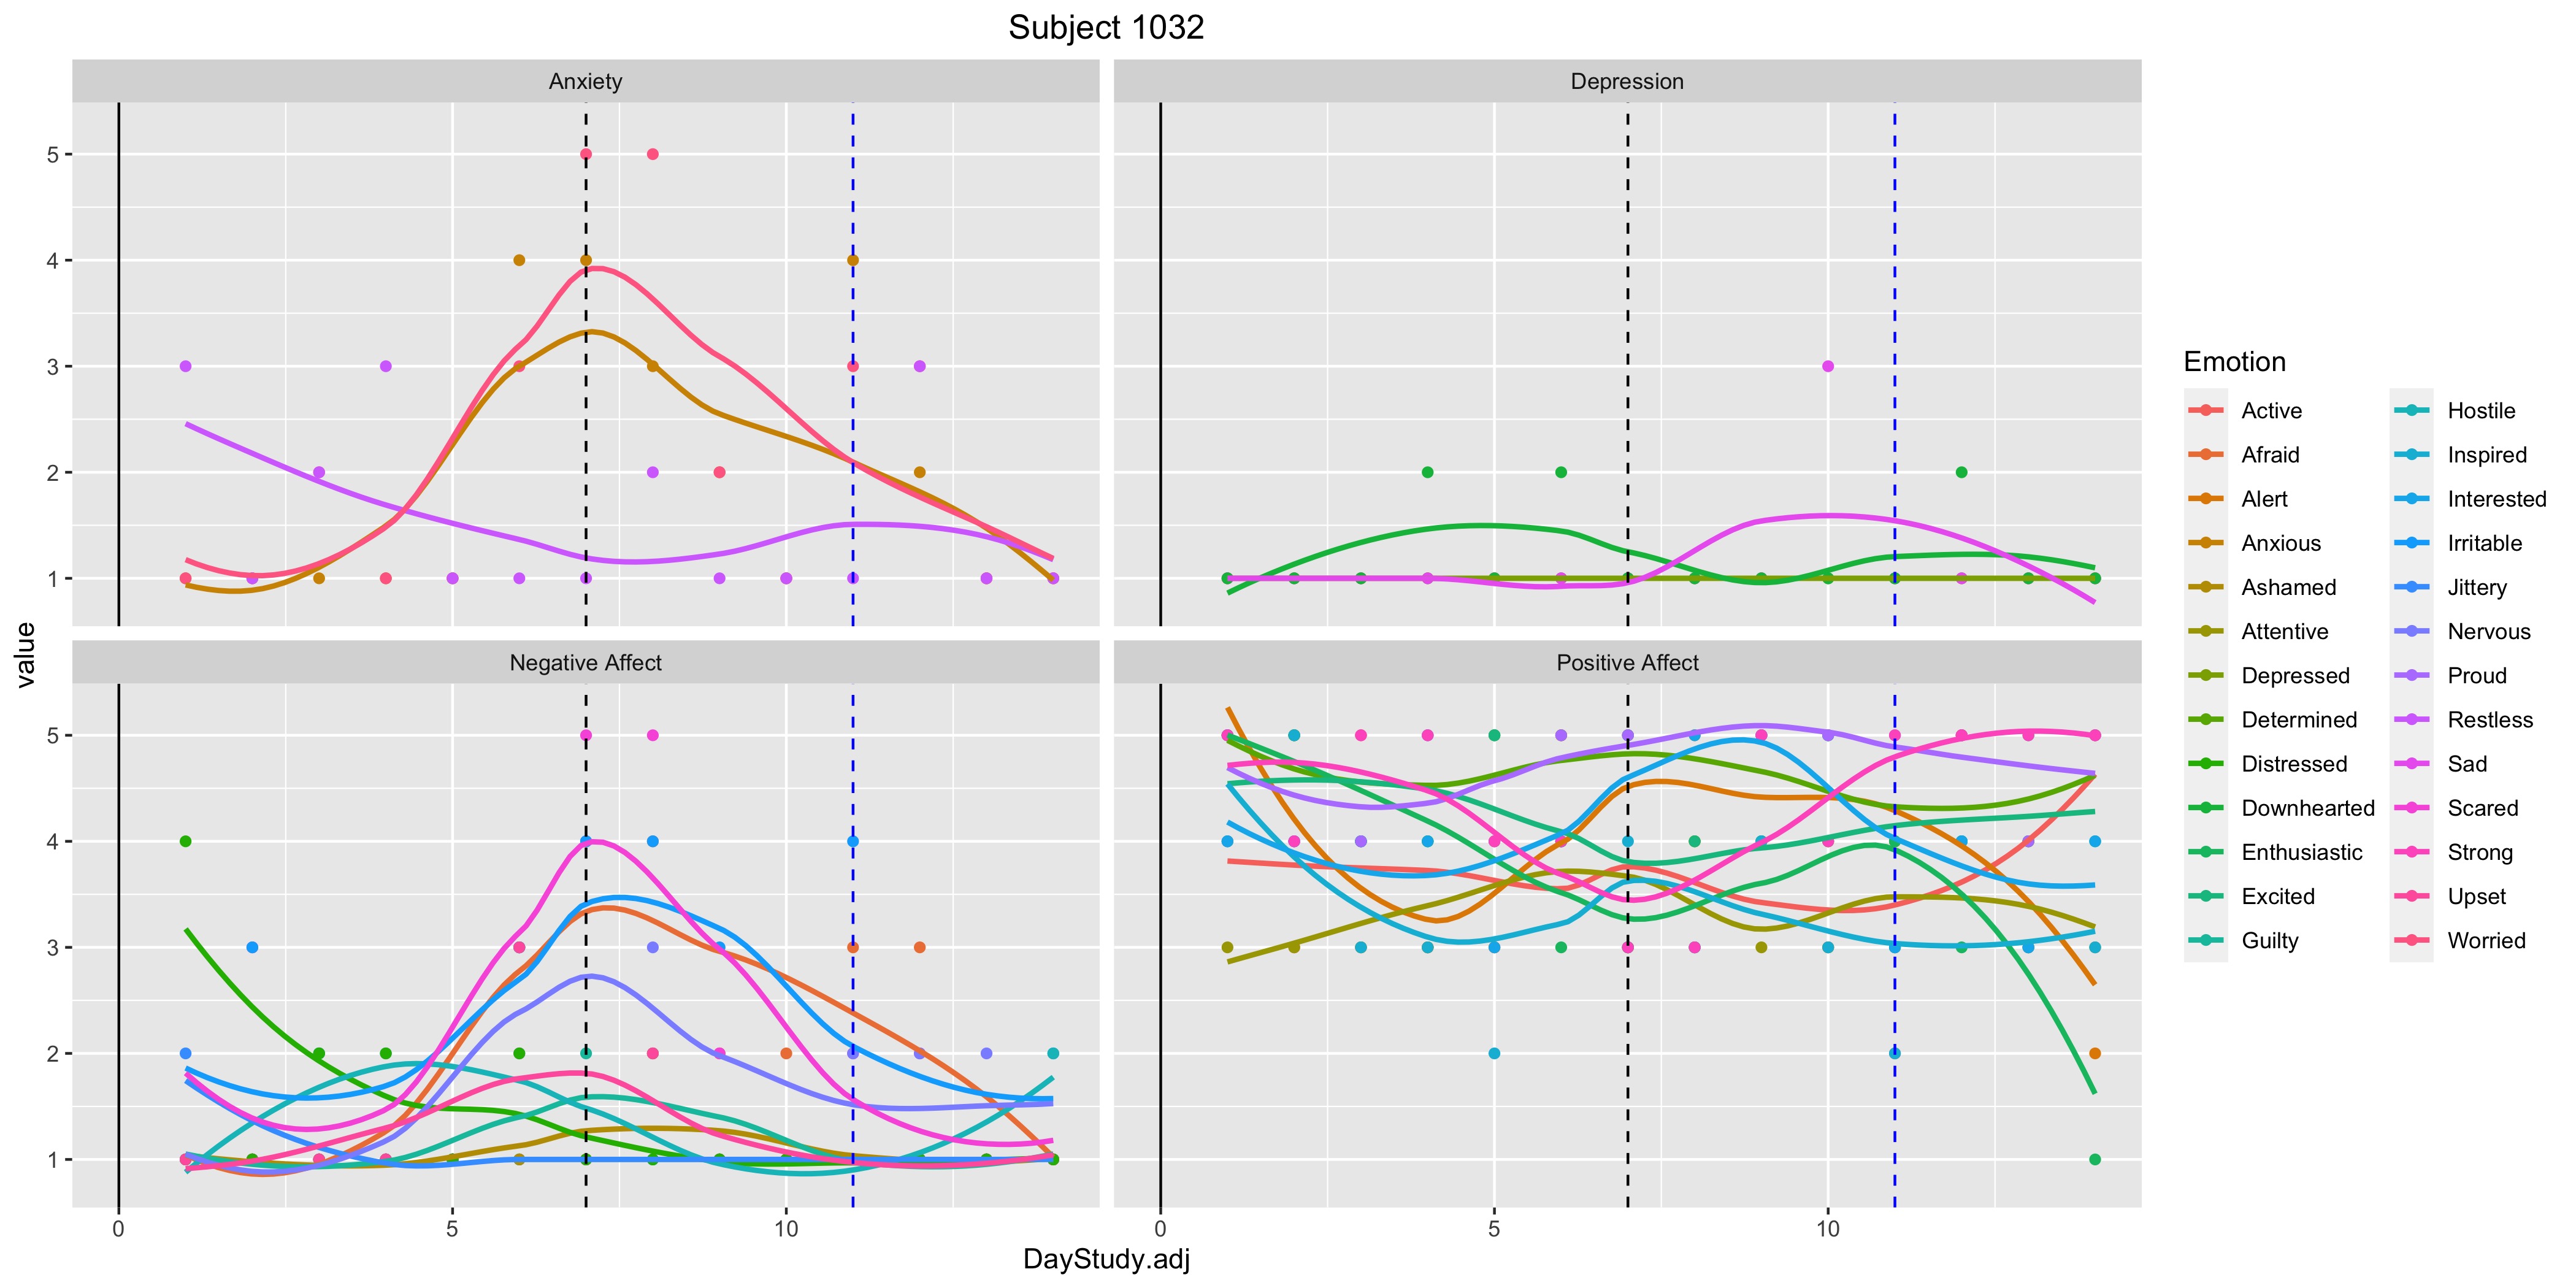 Subject 1032
Anxiety
Depression
5
4
3
2
1
Negative Affect
Positive Affect
5
4
3
2
1
0
5
10
0
5
10
value
DayStudy.adj
Emotion
Active
Afraid
Alert
Anxious
Ashamed
Attentive
Depressed
Determined
Distressed
Downhearted
Enthusiastic
Excited
Guilty
Hostile
Inspired
Interested
Irritable
Jittery
Nervous
Proud
Restless
Sad
Scared
Strong
Upset
Worried